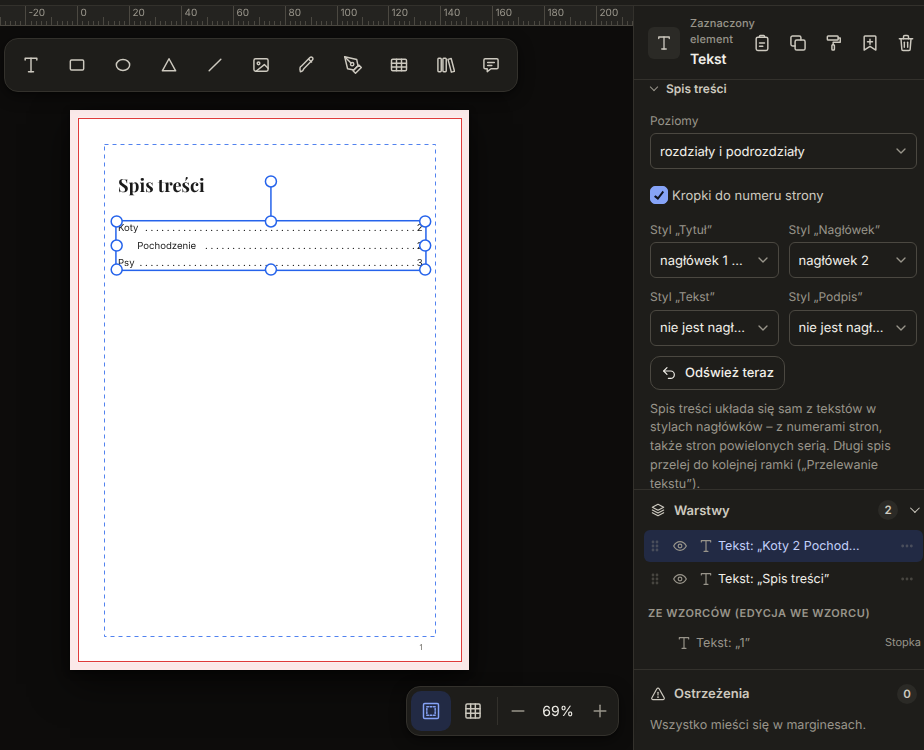 -20 0 20 40 60 80 100 120 140 160 180 200
Zaznaczony
element
Tekst
Spis treści
Poziomy
rozdziały i podrozdziały
Kropki do numeru strony
Styl „Tytuł” Styl „Nagłówek”
nagłówek 1 ... nagłówek 2
Styl „Tekst” Styl „Podpis”
nie jest nagł... nie jest nagł...
Odśwież teraz
Spis treści układa się sam z tekstów w
stylach nagłówków – z numerami stron,
także stron powielonych serią. Długi spis
przelej do kolejnej ramki („Przelewanie
tekstu”).
Warstwy 2
Tekst: „Koty 2 Pochod...
Tekst: „Spis treści”
ZE WZORCÓW (EDYCJA WE WZORCU)
Tekst: „1” Stopka
Ostrzeżenia 0
Wszystko mieści się w marginesach.
Spis treści
Koty 2
Pochodzenie 2
Psy 3
1
69%